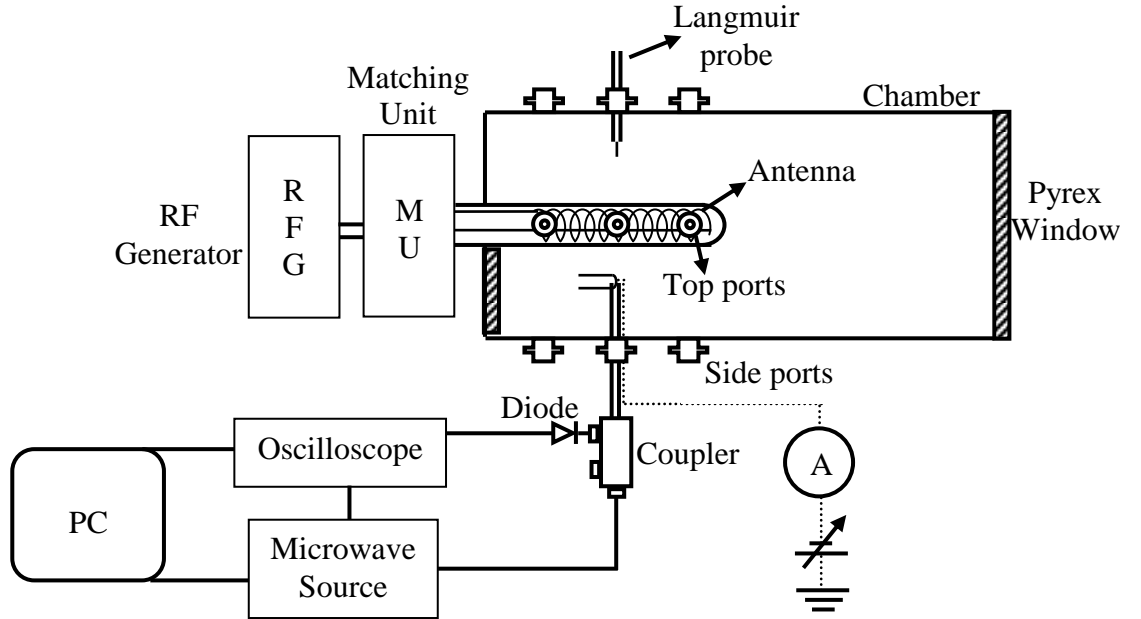 Langmuir
probe
Matching
Unit
Chamber
R
F
G
M
U
RF
Generator
Antenna
Pyrex
Window
Top ports
Side ports
Diode
Oscilloscope
Coupler
A
PC
Microwave
Source